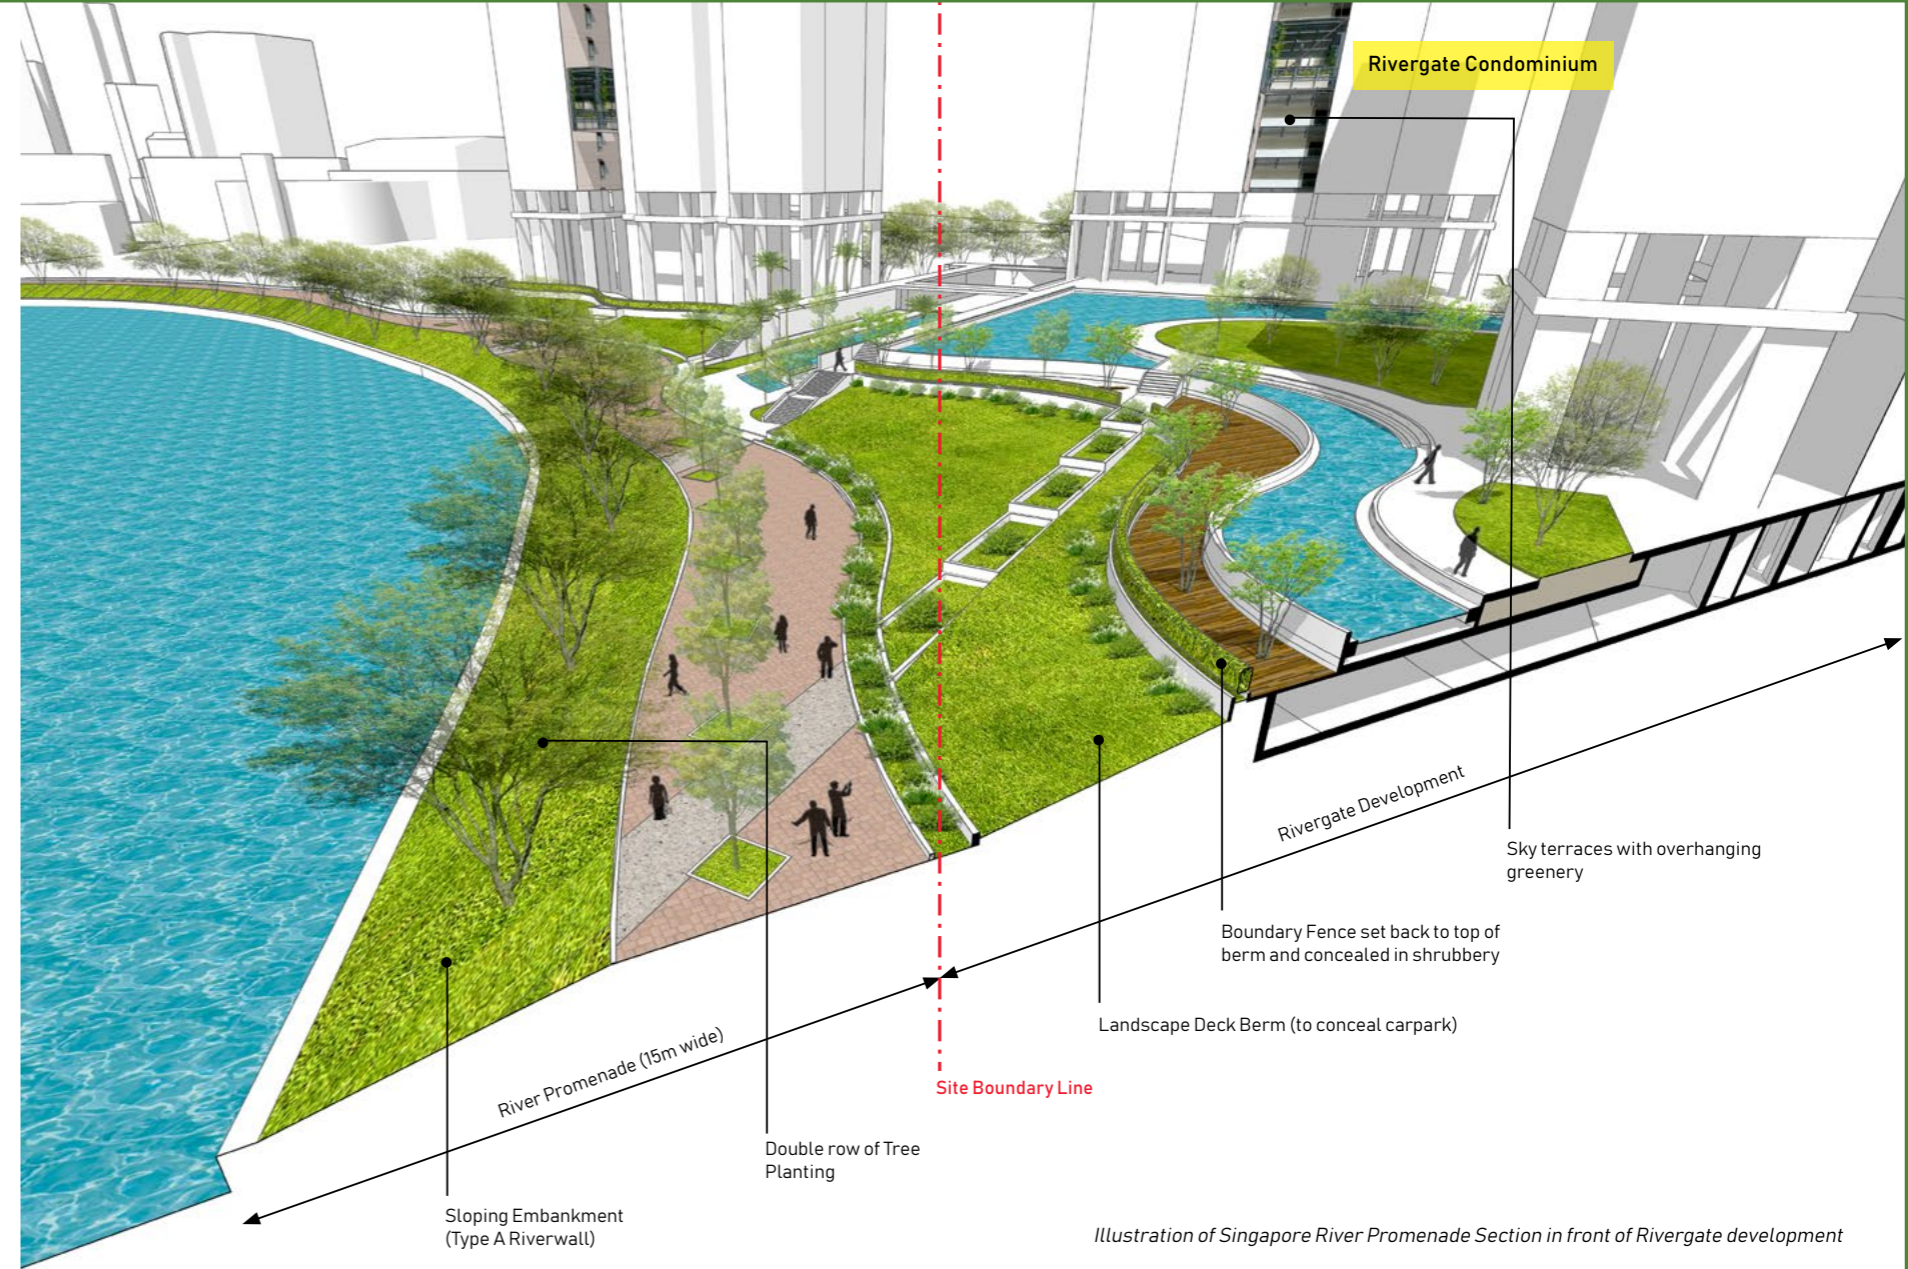 Rivergate Condominium
Rivergate Development
Sky terraces with overhanging
greenery
Boundary Fence set back to top of
berm and concealed in shrubbery
Landscape Deck Berm (to conceal carpark)
River Promenade (15m wide)
Site Boundary Line
Double row of Tree
Planting
Sloping Embankment
(Type A Riverwall)
Illustration of Singapore River Promenade Section in front of Rivergate development